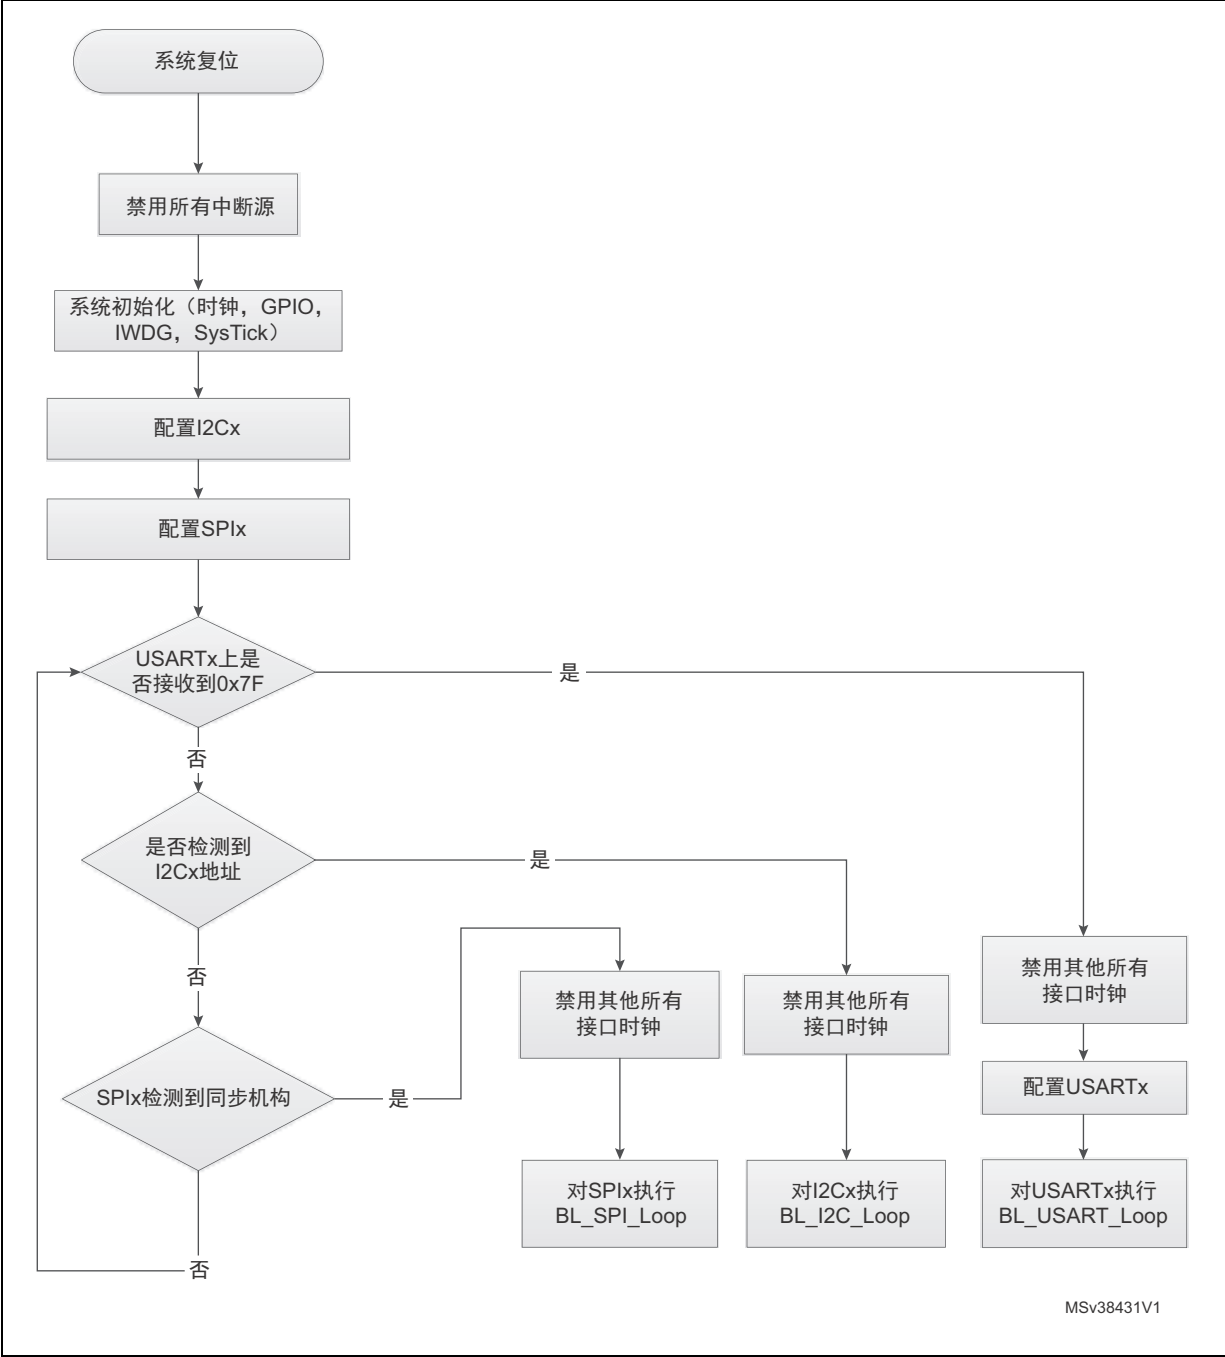 系统复位
禁用所有中断源
系统初始化（时钟，GPIO，
IWDG，SysTick）
配置I2Cx
配置SPIx
USARTx上是
否接收到0x7F
是
否
是否检测到
I2Cx地址
是
否
SPIx检测到同步机构
是
否
禁用其他所有
接口时钟
对SPIx执行
BL_SPI_Loop
禁用其他所有
接口时钟
对I2Cx执行
BL_I2C_Loop
禁用其他所有
接口时钟
配置USARTx
对USARTx执行
BL_USART_Loop
MSv38431V1